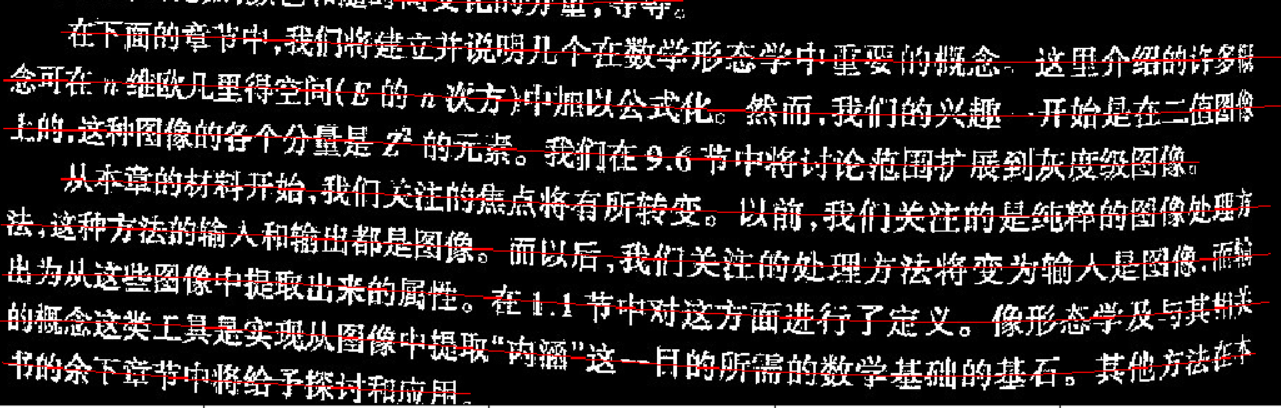 变化的分量,等等。
在下面的章节中,我们将建立并说明几个在数学形态学中重要的概念。这里介绍的许多概
念可在 n 维欧几里得空间(E 的 n 次方)中加以公式化。然而,我们的兴趣一开始是在二值图像
上的,这种图像的各个分量是 Z² 的元素。我们在 9.6 节中将讨论范围扩展到灰度级图像。
从本章的材料开始,我们关注的焦点将有所转变。以前,我们关注的是纯粹的图像处理方
法,这种方法的输入和输出都是图像。而以后,我们关注的处理方法将变为输入是图像,而输
出为从这些图像中提取出来的属性。在 1.1 节中对这方面进行了定义。像形态学及与其相关
的概念这类工具是实现从图像中提取“内涵”这一目的所需的数学基础的基石。其他方法在本
书的余下章节中将给予探讨和应用。